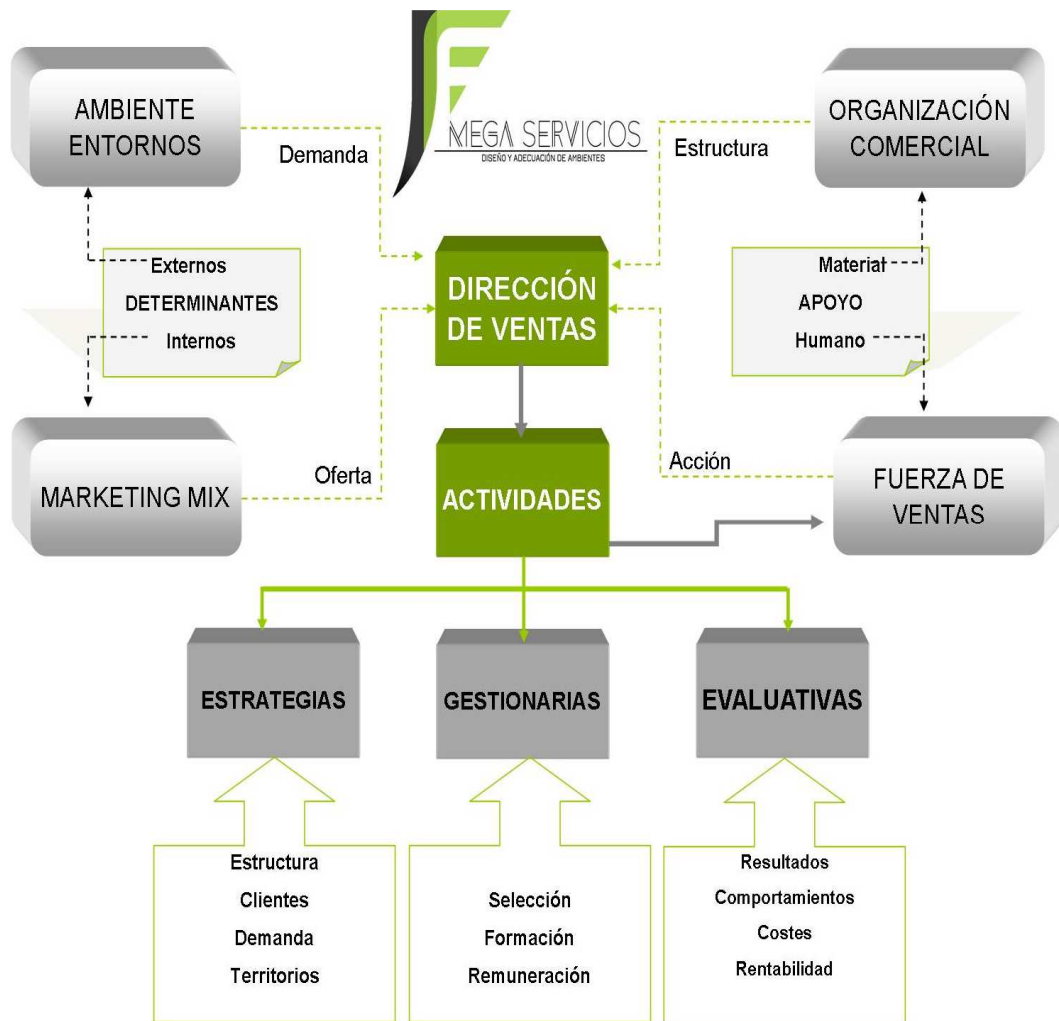 AMBIENTE
ENTORNOS
Demanda
MEGA SERVICIOS
DISEÑO Y ADECUACIÓN DE AMBIENTES
Estructura
ORGANIZACIÓN
COMERCIAL
Externos
DETERMINANTES
Internos
DIRECCIÓN
DE VENTAS
Material
APOYO
Humano
MARKETING MIX
Oferta
ACTIVIDADES
Acción
FUERZA DE
VENTAS
ESTRATEGIAS
GESTIONARIAS
EVALUATIVAS
Estructura
Clientes
Demanda
Territorios
Selección
Formación
Remuneración
Resultados
Comportamientos
Costes
Rentabilidad